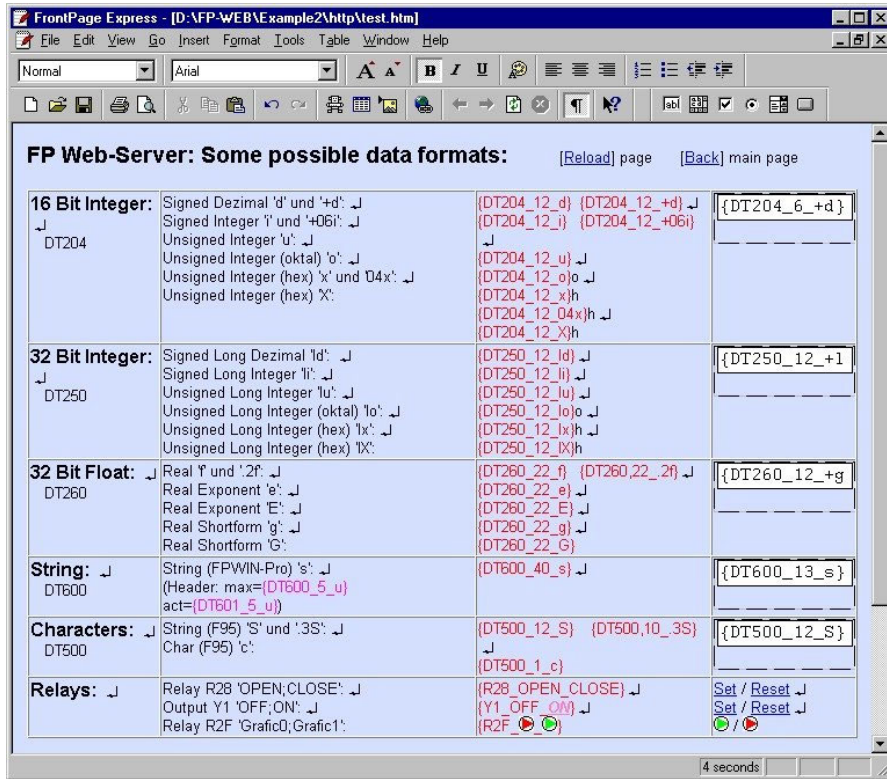 FrontPage Express - [D:\FP-WEB\Example2\http\test.htm]
File Edit View Go Insert Format Tools Table Window Help
Normal Arial
FP Web-Server: Some possible data formats: [Reload] page [Back] main page
16 Bit Integer:
DT204
Signed Dezimal 'd' und '+d':
Signed Integer 'i' und '+06i':
Unsigned Integer 'u':
Unsigned Integer (oktal) 'o':
Unsigned Integer (hex) 'x' und '04x':
Unsigned Integer (hex) 'X':
{DT204_12_d} {DT204_12_+d}
{DT204_12_i} {DT204_12_+06i}
{DT204_12_u}
{DT204_12_o}o
{DT204_12_x}h
{DT204_12_04x}h
{DT204_12_X}h
{DT204_6_+d}
32 Bit Integer:
DT250
Signed Long Dezimal 'ld':
Signed Long Integer 'li':
Unsigned Long Integer 'lu':
Unsigned Long Integer (oktal) 'lo':
Unsigned Long Integer (hex) 'lx':
Unsigned Long Integer (hex) 'lX':
{DT250_12_ld}
{DT250_12_li}
{DT250_12_lu}
{DT250_12_lo}o
{DT250_12_lx}h
{DT250_12_lX}h
{DT250_12_+l
32 Bit Float:
DT260
Real 'f' und '.2f':
Real Exponent 'e':
Real Exponent 'E':
Real Shortform 'g':
Real Shortform 'G':
{DT260_22_f} {DT260,22_.2f}
{DT260_22_e}
{DT260_22_E}
{DT260_22_g}
{DT260_22_G}
{DT260_12_+g
String:
DT600
String (FPWIN-Pro) 's':
(Header: max={DT600_5_u}
act={DT601_5_u})
{DT600_40_s}
{DT600_13_s}
Characters:
DT500
String (F95) 'S' und '.3S':
Char (F95) 'c':
{DT500_12_S} {DT500,10_.3S}
{DT500_1_c}
{DT500_12_S}
Relays:
Relay R28 'OPEN;CLOSE':
Output Y1 'OFF;ON':
Relay R2F 'Grafic0;Grafic1':
{R28_OPEN_CLOSE}
{Y1_OFF_ON}
{R2F_ _ }
Set / Reset
Set / Reset
/
4 seconds